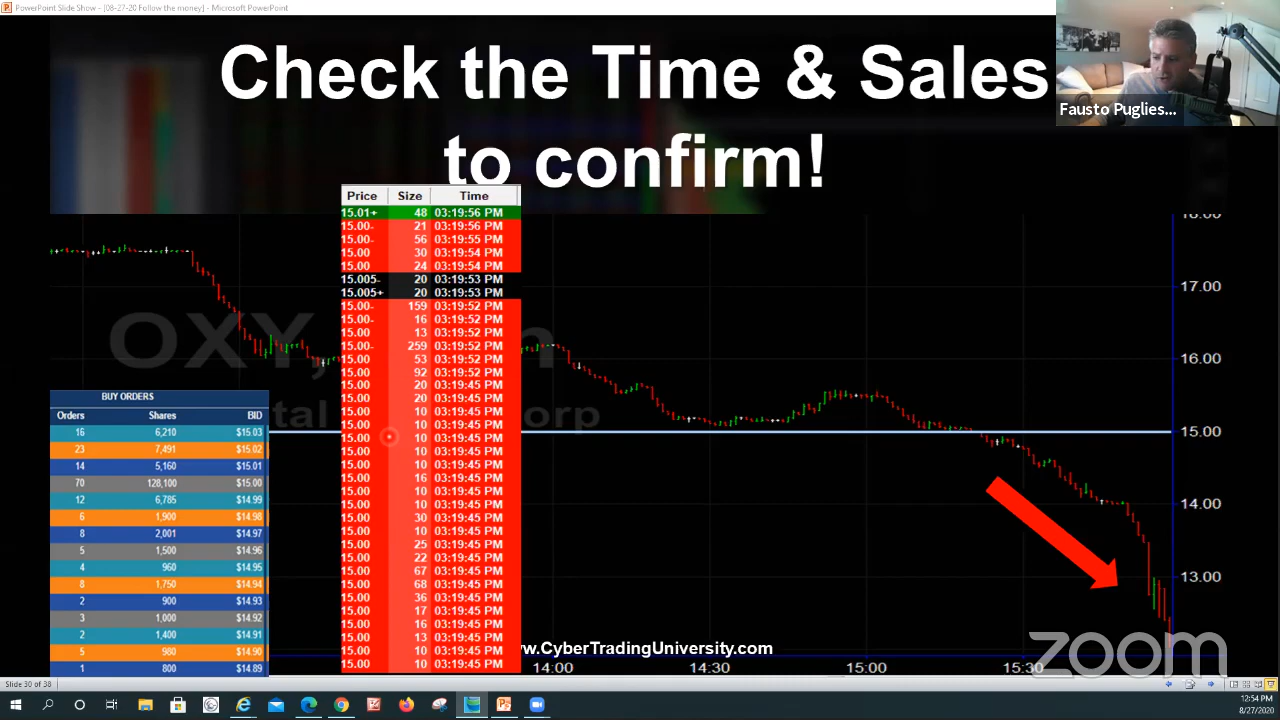 PowerPoint Slide Show - [08-27-20 Follow the money] - Microsoft PowerPoint
Check the Time & Sales
to confirm!
Fausto Puglies...
Price Size Time
15.01+ 48 03:19:56 PM
15.00- 21 03:19:56 PM
15.00- 56 03:19:55 PM
15.00 30 03:19:54 PM
15.00 24 03:19:54 PM
15.005- 20 03:19:53 PM
15.005+ 20 03:19:53 PM
15.00- 159 03:19:52 PM
15.00- 16 03:19:52 PM
15.00 13 03:19:52 PM
15.00- 259 03:19:52 PM
15.00 53 03:19:52 PM
15.00 92 03:19:52 PM
15.00 20 03:19:45 PM
15.00 20 03:19:45 PM
15.00 10 03:19:45 PM
15.00 10 03:19:45 PM
15.00 10 03:19:45 PM
15.00 10 03:19:45 PM
15.00 10 03:19:45 PM
15.00 16 03:19:45 PM
15.00 10 03:19:45 PM
15.00 10 03:19:45 PM
15.00 30 03:19:45 PM
15.00 10 03:19:45 PM
15.00 25 03:19:45 PM
15.00 22 03:19:45 PM
15.00 67 03:19:45 PM
15.00 68 03:19:45 PM
15.00 36 03:19:45 PM
15.00 17 03:19:45 PM
15.00 16 03:19:45 PM
15.00 13 03:19:45 PM
15.00 10 03:19:45 PM
15.00 10 03:19:45 PM
OXY,
tal
orp
BUY ORDERS
Orders Shares BID
16 6,210 $15.03
23 7,491 $15.02
14 5,160 $15.01
70 128,100 $15.00
12 6,785 $14.99
6 1,900 $14.98
8 2,001 $14.97
5 1,500 $14.96
4 960 $14.95
8 1,750 $14.94
2 900 $14.93
3 1,000 $14.92
2 1,400 $14.91
5 980 $14.90
1 800 $14.89
18.00
17.00
16.00
15.00
14.00
13.00
w.CyberTradingUniversity.com
14:00 14:30 15:00 15:30
zoom
Slide 30 of 38
12:54 PM
8/27/2020